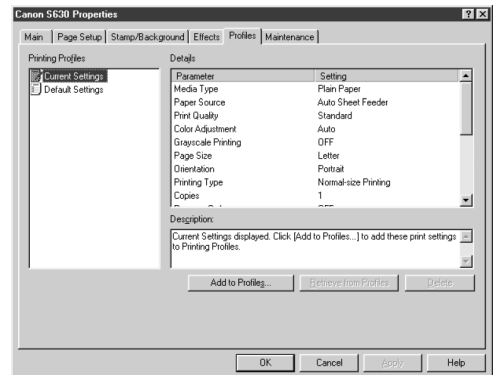 Canon S630 Properties
Main Page Setup Stamp/Background Effects Profiles Maintenance
Printing Profiles
Current Settings
Default Settings
Details
Parameter Setting
Media Type Plain Paper
Paper Source Auto Sheet Feeder
Print Quality Standard
Color Adjustment Auto
Grayscale Printing OFF
Page Size Letter
Orientation Portrait
Printing Type Normal-size Printing
Copies 1
Description:
Current Settings displayed. Click [Add to Profiles...] to add these print settings
to Printing Profiles.
Add to Profiles... Retrieve from Profiles Delete
OK Cancel Apply Help